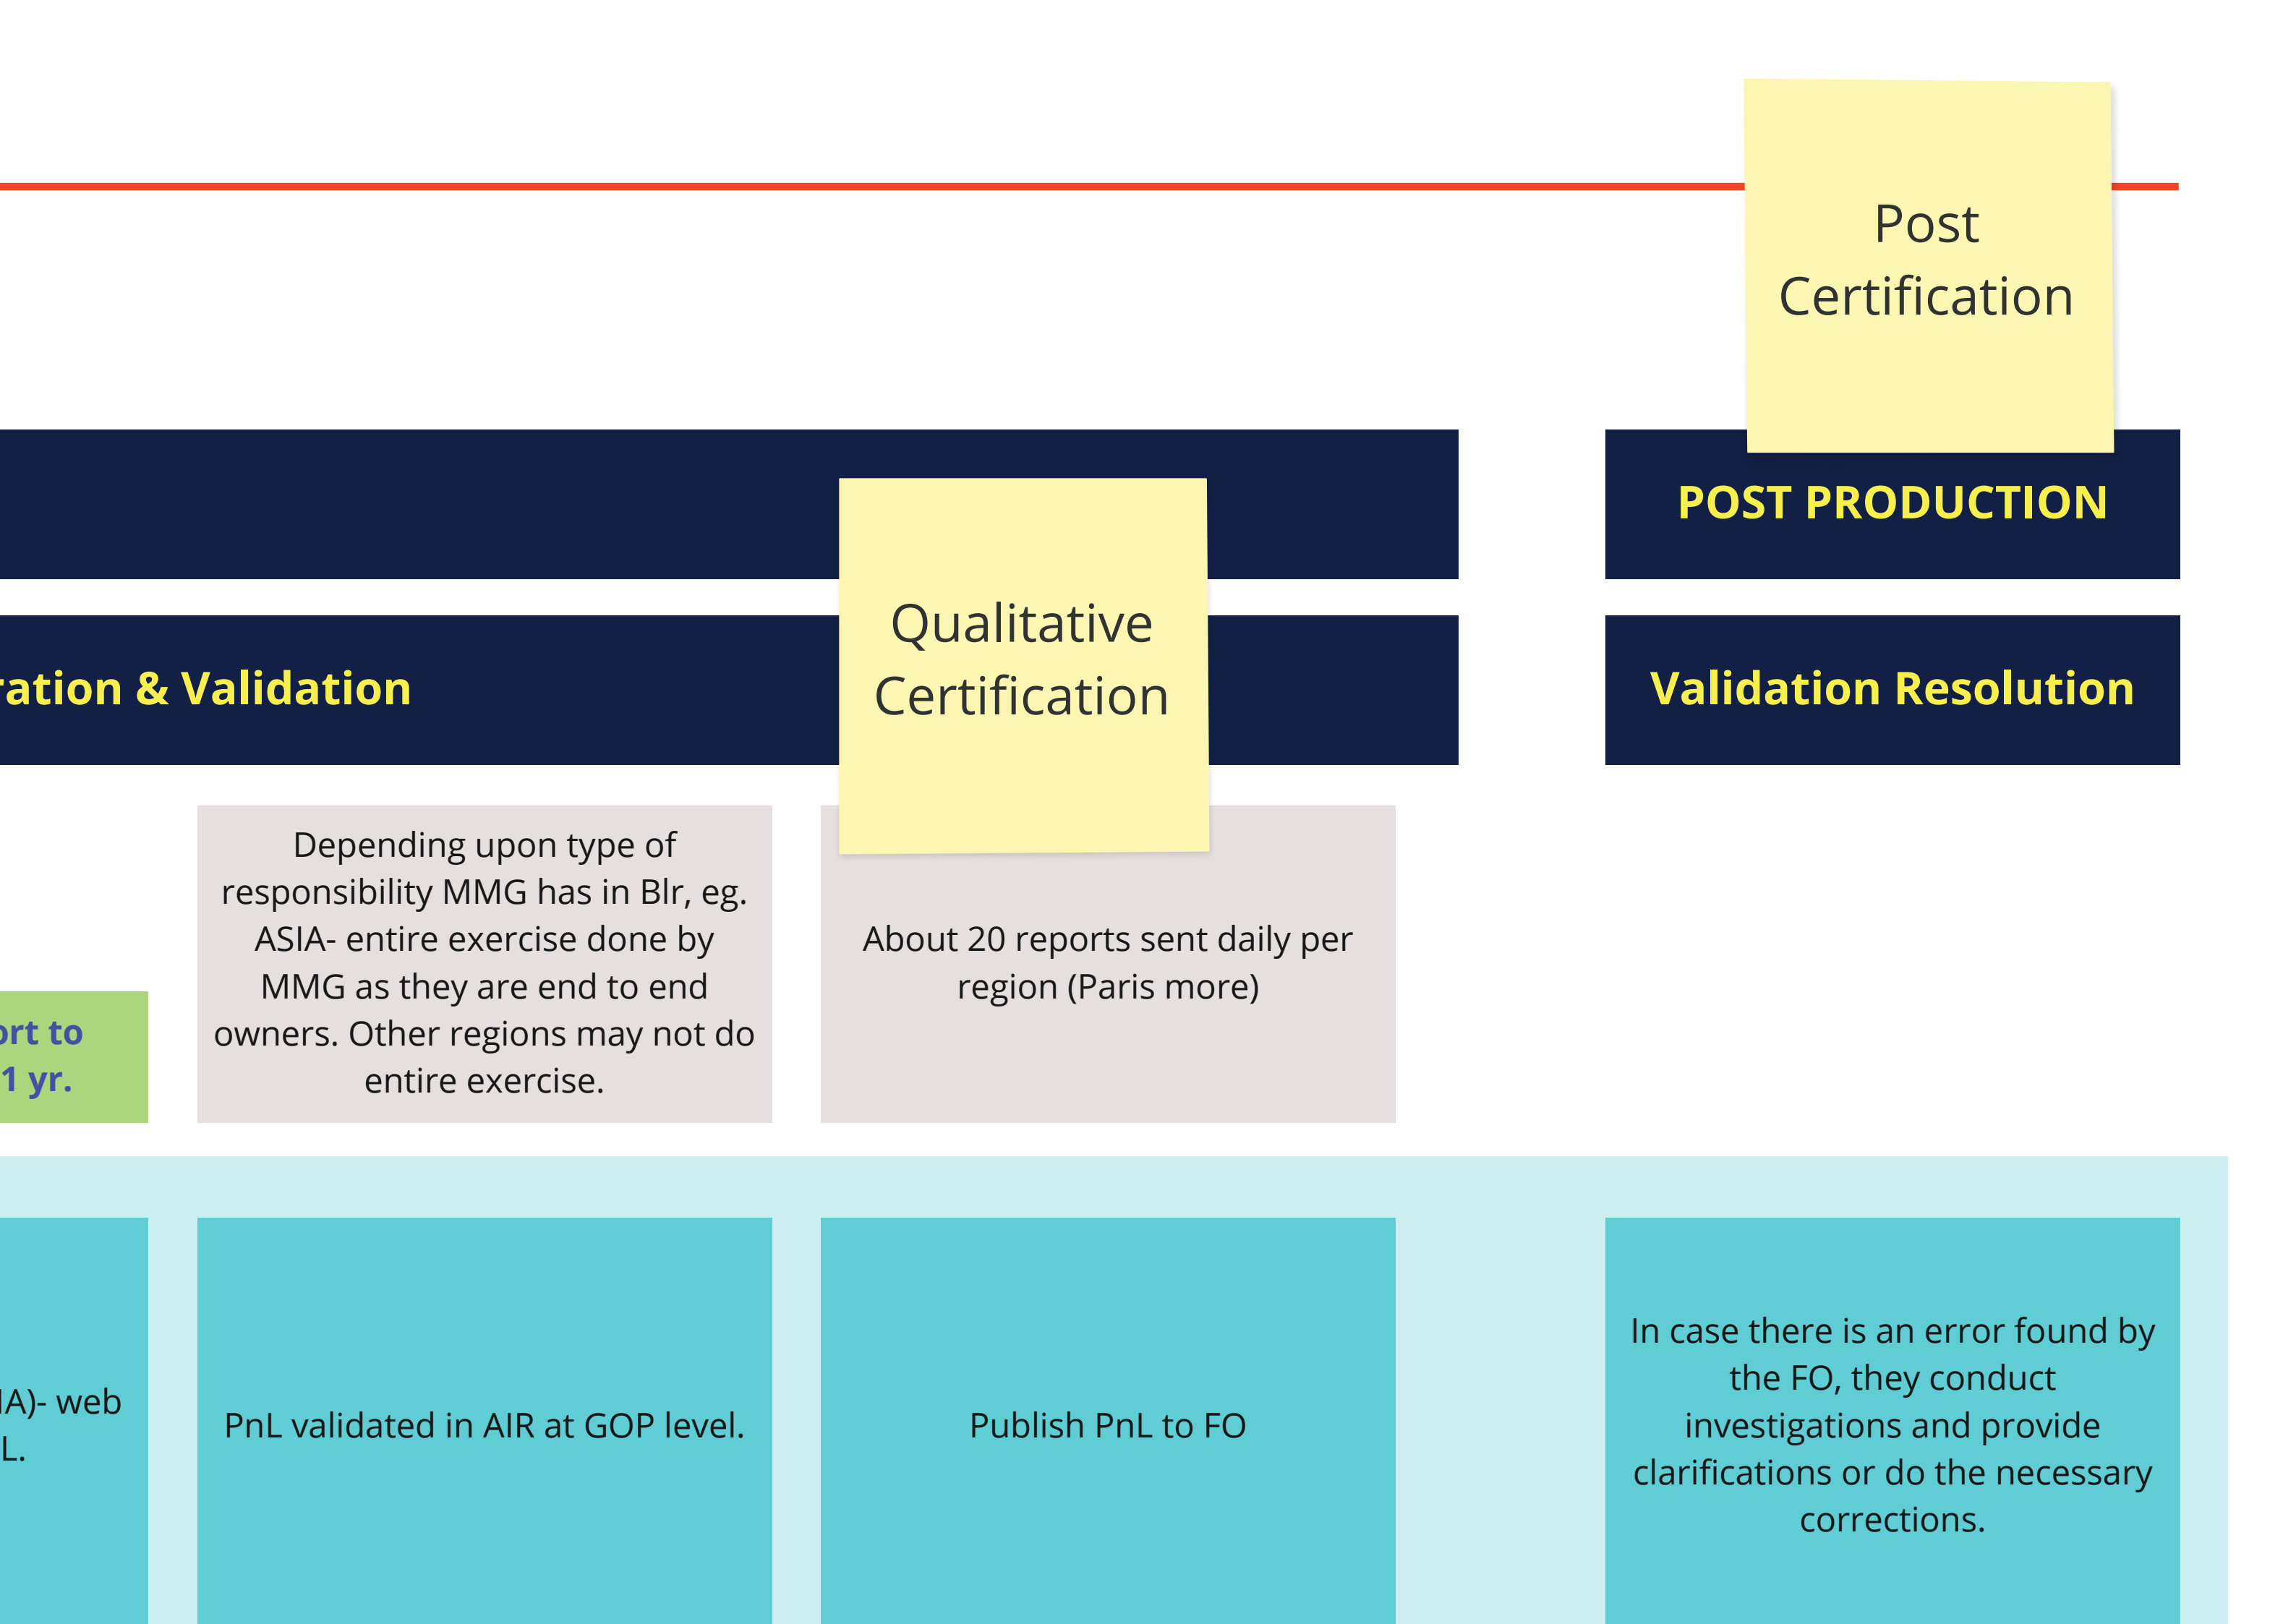 Post
Certification
POST PRODUCTION
Qualitative
Certification
& Validation
Validation Resolution
Depending upon type of
responsibility MMG has in Blr, eg.
ASIA- entire exercise done by
MMG as they are end to end
owners. Other regions may not do
entire exercise.
About 20 reports sent daily per
region (Paris more)
to
1 yr.
web
L.
PnL validated in AIR at GOP level.
Publish PnL to FO
In case there is an error found by
the FO, they conduct
investigations and provide
clarifications or do the necessary
corrections.